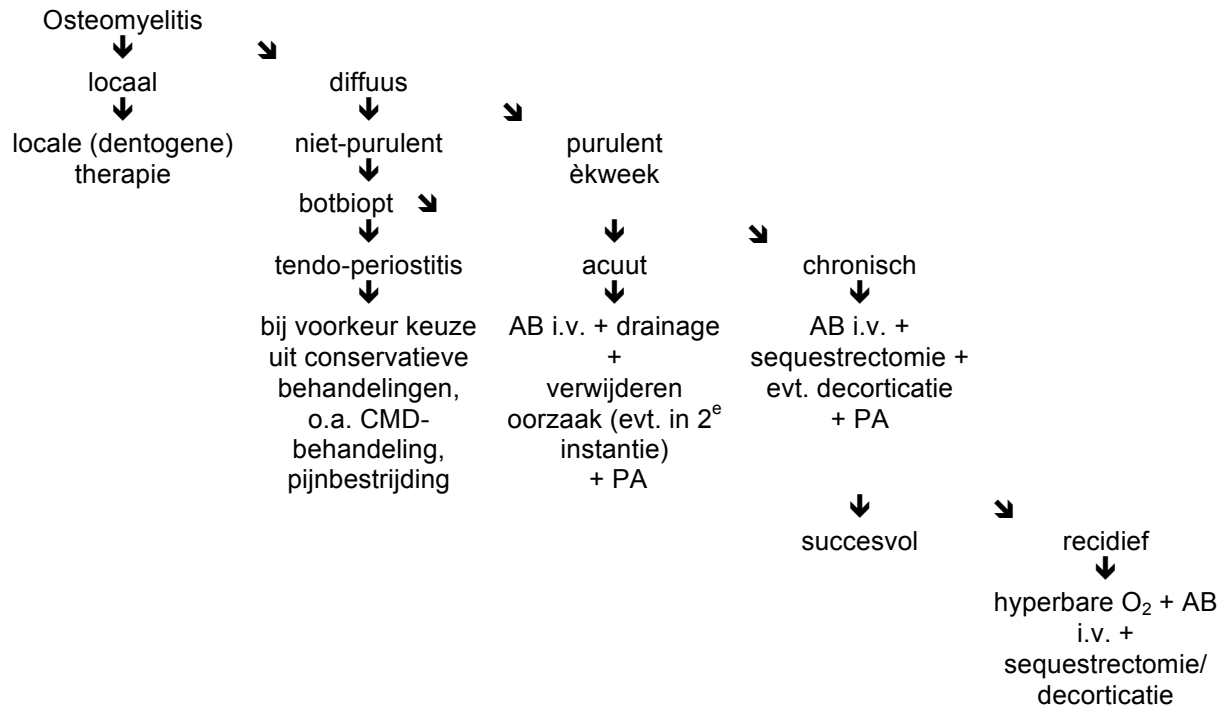 Osteomyelitis
locaal
diffuus
locale (dentogene)
therapie
niet-purulent
purulent
èkweek
botbiopt
tendo-periostitis
acuut
chronisch
bij voorkeur keuze
uit conservatieve
behandelingen,
o.a. CMD-
behandeling,
pijnbestrijding
AB i.v. + drainage
+
verwijderen
oorzaak (evt. in 2e
instantie)
+ PA
AB i.v. +
sequestrectomie +
evt. decorticatie
+ PA
succesvol
recidief
hyperbare O2 + AB
i.v. +
sequestrectomie/
decorticatie